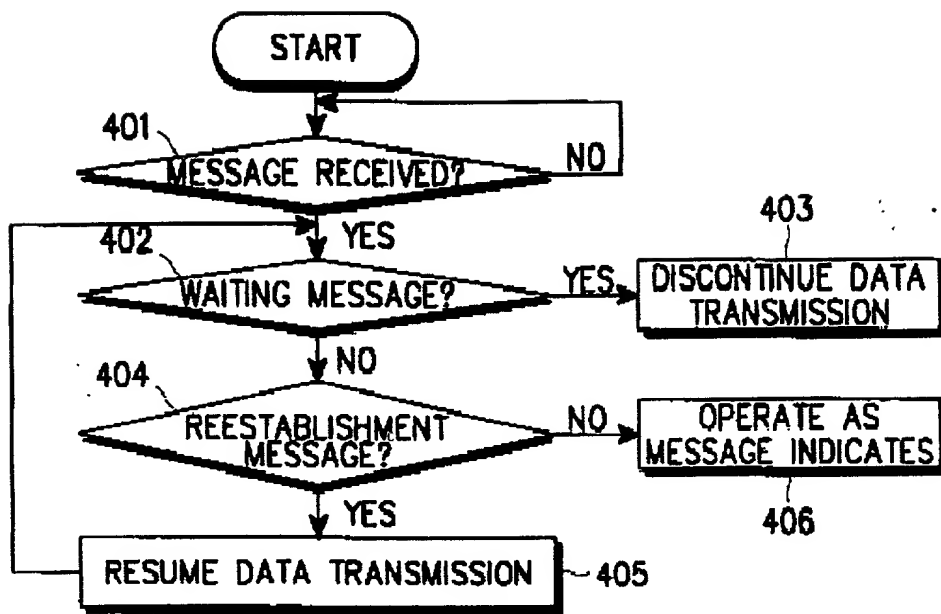 START
401
MESSAGE RECEIVED?
NO
YES
402
WAITING MESSAGE?
YES
403
DISCONTINUE DATA
TRANSMISSION
NO
404
REESTABLISHMENT
MESSAGE?
NO
OPERATE AS
MESSAGE INDICATES
406
YES
RESUME DATA TRANSMISSION
405